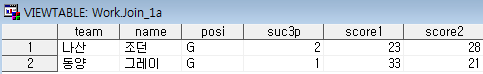 VIEWTABLE: Work.Join_1a
team name posi suc3p score1 score2
1 나산 조던 G 2 23 28
2 동양 그레이 G 1 33 21